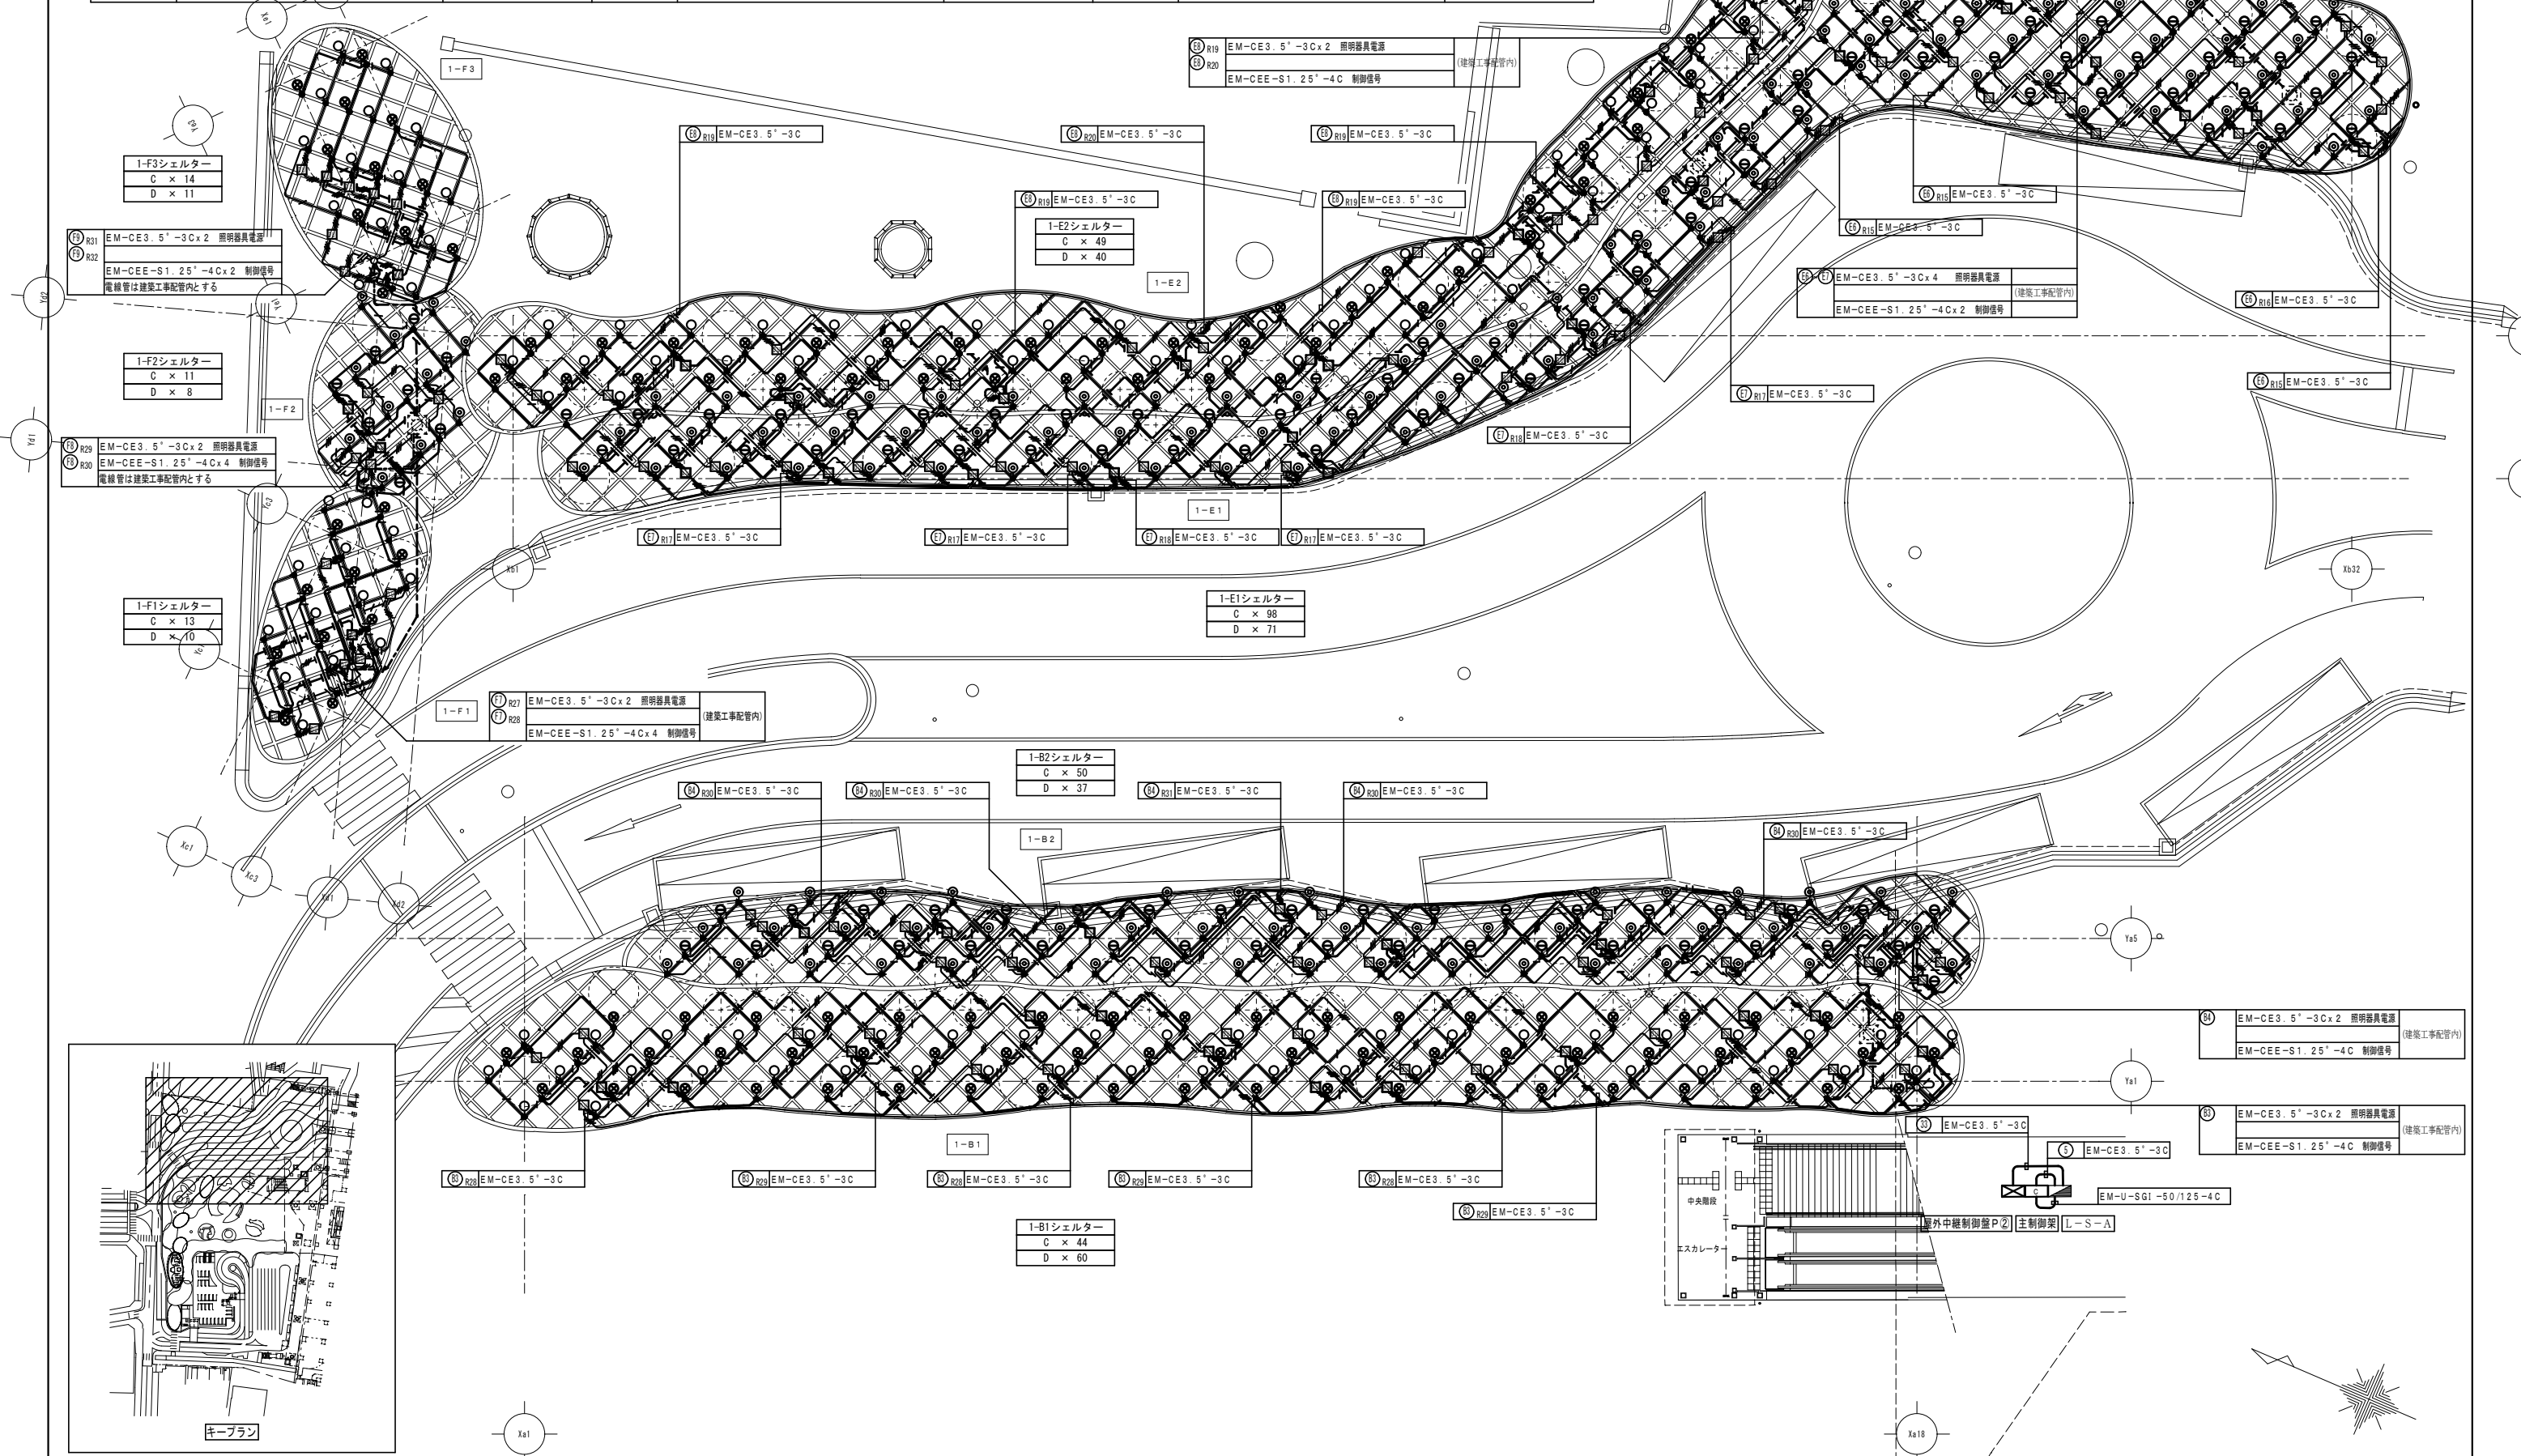 Xe1
Ye3
1-F3
1-F3シェルター
C × 14
D × 11
F9 R31 EM-CE3.5°-3Cx2 照明器具電源
F9 R32
EM-CEE-S1.25°-4Cx2 制御信号
電線管は建築工事配管内とする
Ye1
Yd2
1-F2シェルター
C × 11
D × 8
1-F2
Yd1
F8 R29 EM-CE3.5°-3Cx2 照明器具電源
F8 R30 EM-CEE-S1.25°-4Cx4 制御信号
電線管は建築工事配管内とする
Yc3
1-F1シェルター
C × 13
D × 10
1-F1
F7 R27 EM-CE3.5°-3Cx2 照明器具電源
F7 R28
(建築工事配管内)
EM-CEE-S1.25°-4Cx4 制御信号
Xc1
Xc3
Xd1
Xd2
E8 R19 EM-CE3.5°-3Cx2 照明器具電源
E8 R20
(建築工事配管内)
EM-CEE-S1.25°-4C 制御信号
E8 R19 EM-CE3.5°-3C
E8 R20 EM-CE3.5°-3C
E8 R19 EM-CE3.5°-3C
E8 R19 EM-CE3.5°-3C
E8 R19 EM-CE3.5°-3C
1-E2シェルター
C × 49
D × 40
1-E2
E6 R15 EM-CE3.5°-3C
E6 R15 EM-CE3.5°-3C
E6 E7 EM-CE3.5°-3Cx4 照明器具電源
(建築工事配管内)
EM-CEE-S1.25°-4Cx2 制御信号
E6 R16 EM-CE3.5°-3C
E6 R15 EM-CE3.5°-3C
E7 R17 EM-CE3.5°-3C
E7 R18 EM-CE3.5°-3C
1-E1
E7 R17 EM-CE3.5°-3C
E7 R17 EM-CE3.5°-3C
E7 R18 EM-CE3.5°-3C
E7 R17 EM-CE3.5°-3C
Xb1
Xb32
1-E1シェルター
C × 98
D × 71
1-B2シェルター
C × 50
D × 37
B4 R30 EM-CE3.5°-3C
B4 R30 EM-CE3.5°-3C
B4 R31 EM-CE3.5°-3C
B4 R30 EM-CE3.5°-3C
B4 R30 EM-CE3.5°-3C
1-B2
Ya5
B4 EM-CE3.5°-3Cx2 照明器具電源
(建築工事配管内)
EM-CEE-S1.25°-4C 制御信号
Ya1
B3 EM-CE3.5°-3Cx2 照明器具電源
(建築工事配管内)
EM-CEE-S1.25°-4C 制御信号
1-B1
B3 R28 EM-CE3.5°-3C
B3 R29 EM-CE3.5°-3C
B3 R28 EM-CE3.5°-3C
B3 R29 EM-CE3.5°-3C
B3 R28 EM-CE3.5°-3C
B3 R29 EM-CE3.5°-3C
1-B1シェルター
C × 44
D × 60
33 EM-CE3.5°-3C
5 EM-CE3.5°-3C
C
EM-U-SGI-50/125-4C
屋外中継制御盤P② 主制御架 L-S-A
中央階段
エスカレーター
キープラン
Xa1
Xa18